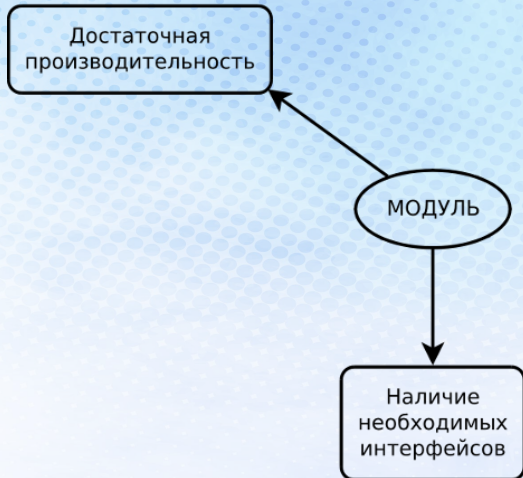 Достаточная
производительность
МОДУЛЬ
Наличие
необходимых
интерфейсов